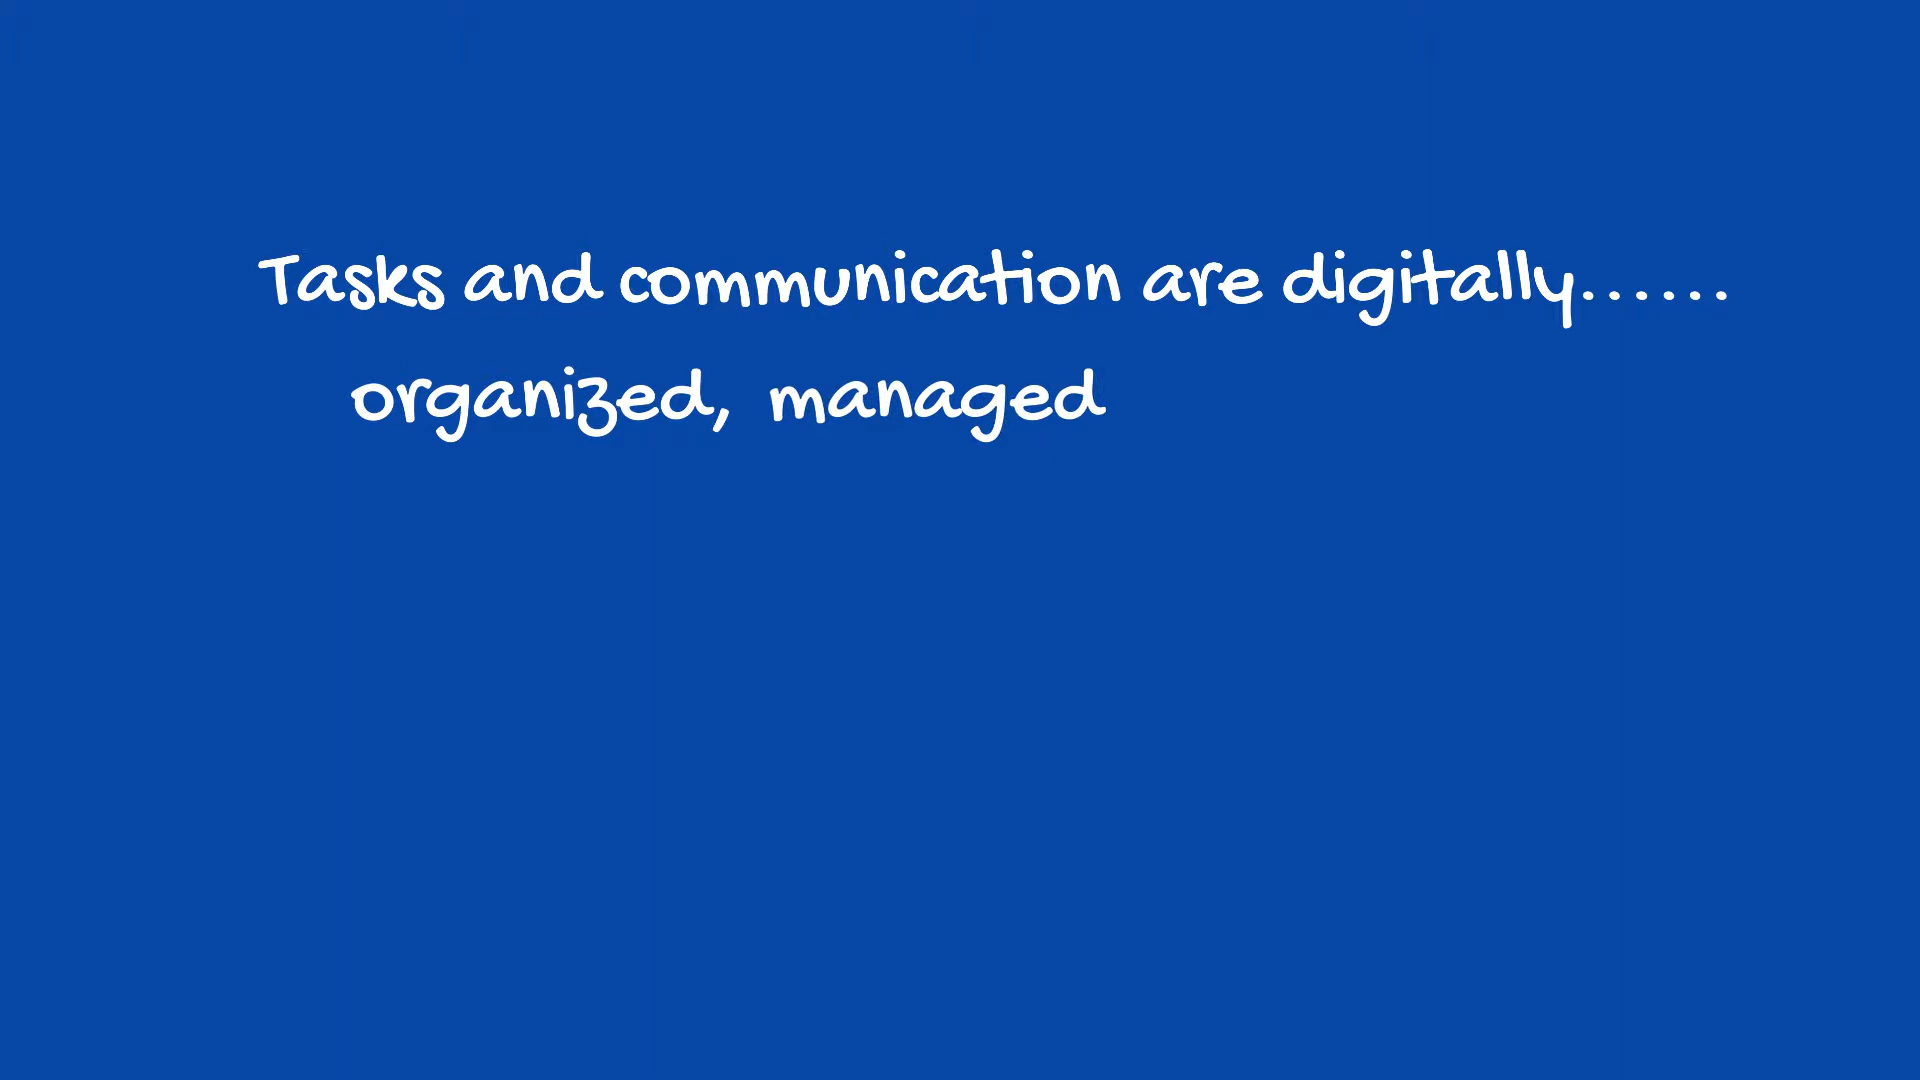 Tasks and communication are digitally......
organized, managed